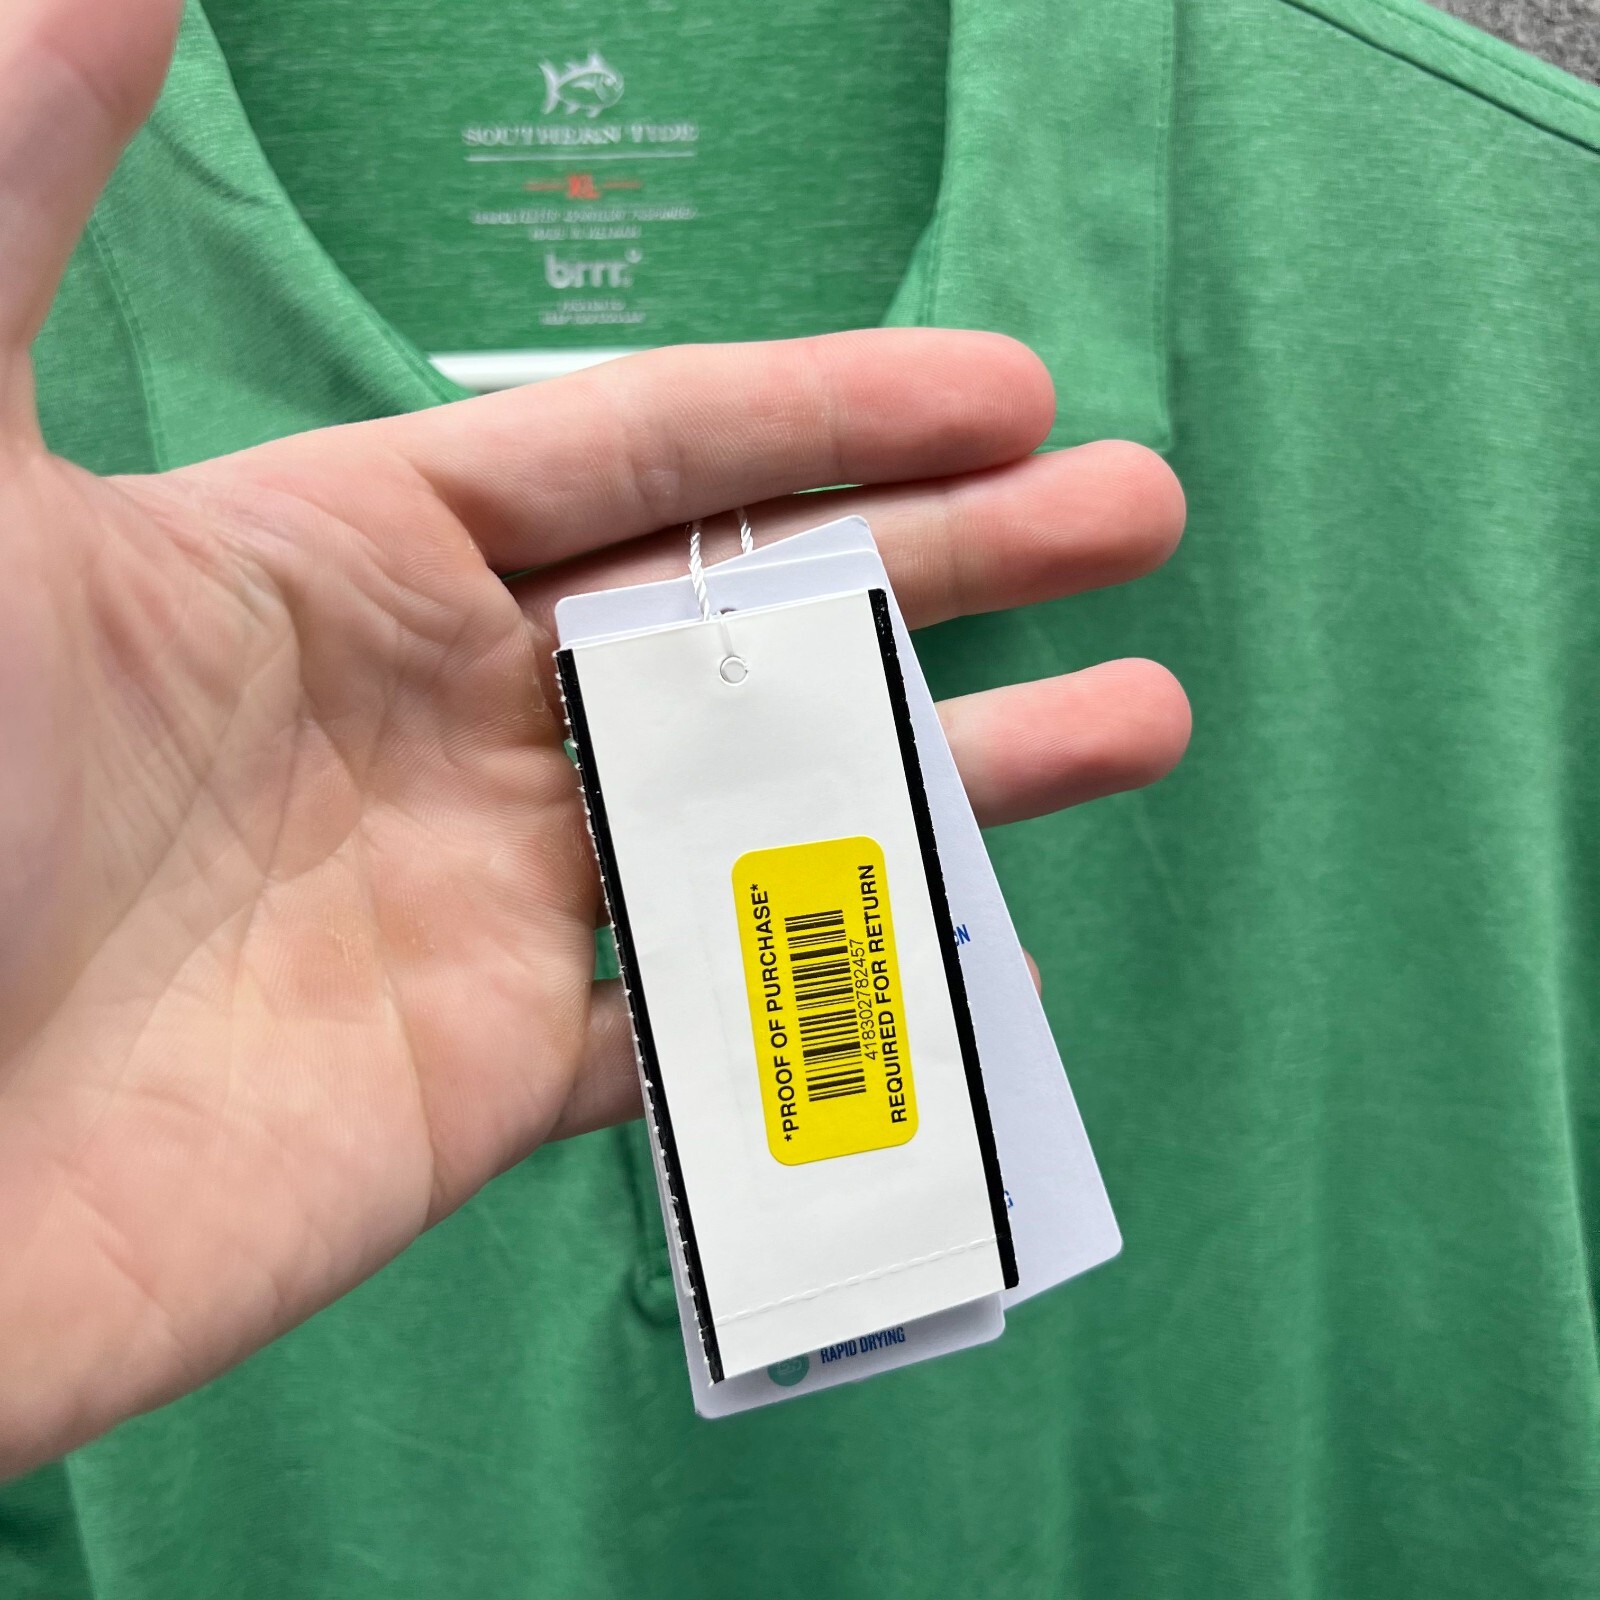 SOUTHERN TIDE
XL
brrr.°
*PROOF OF PURCHASE*
418302782457
REQUIRED FOR RETURN
RAPID DRYING